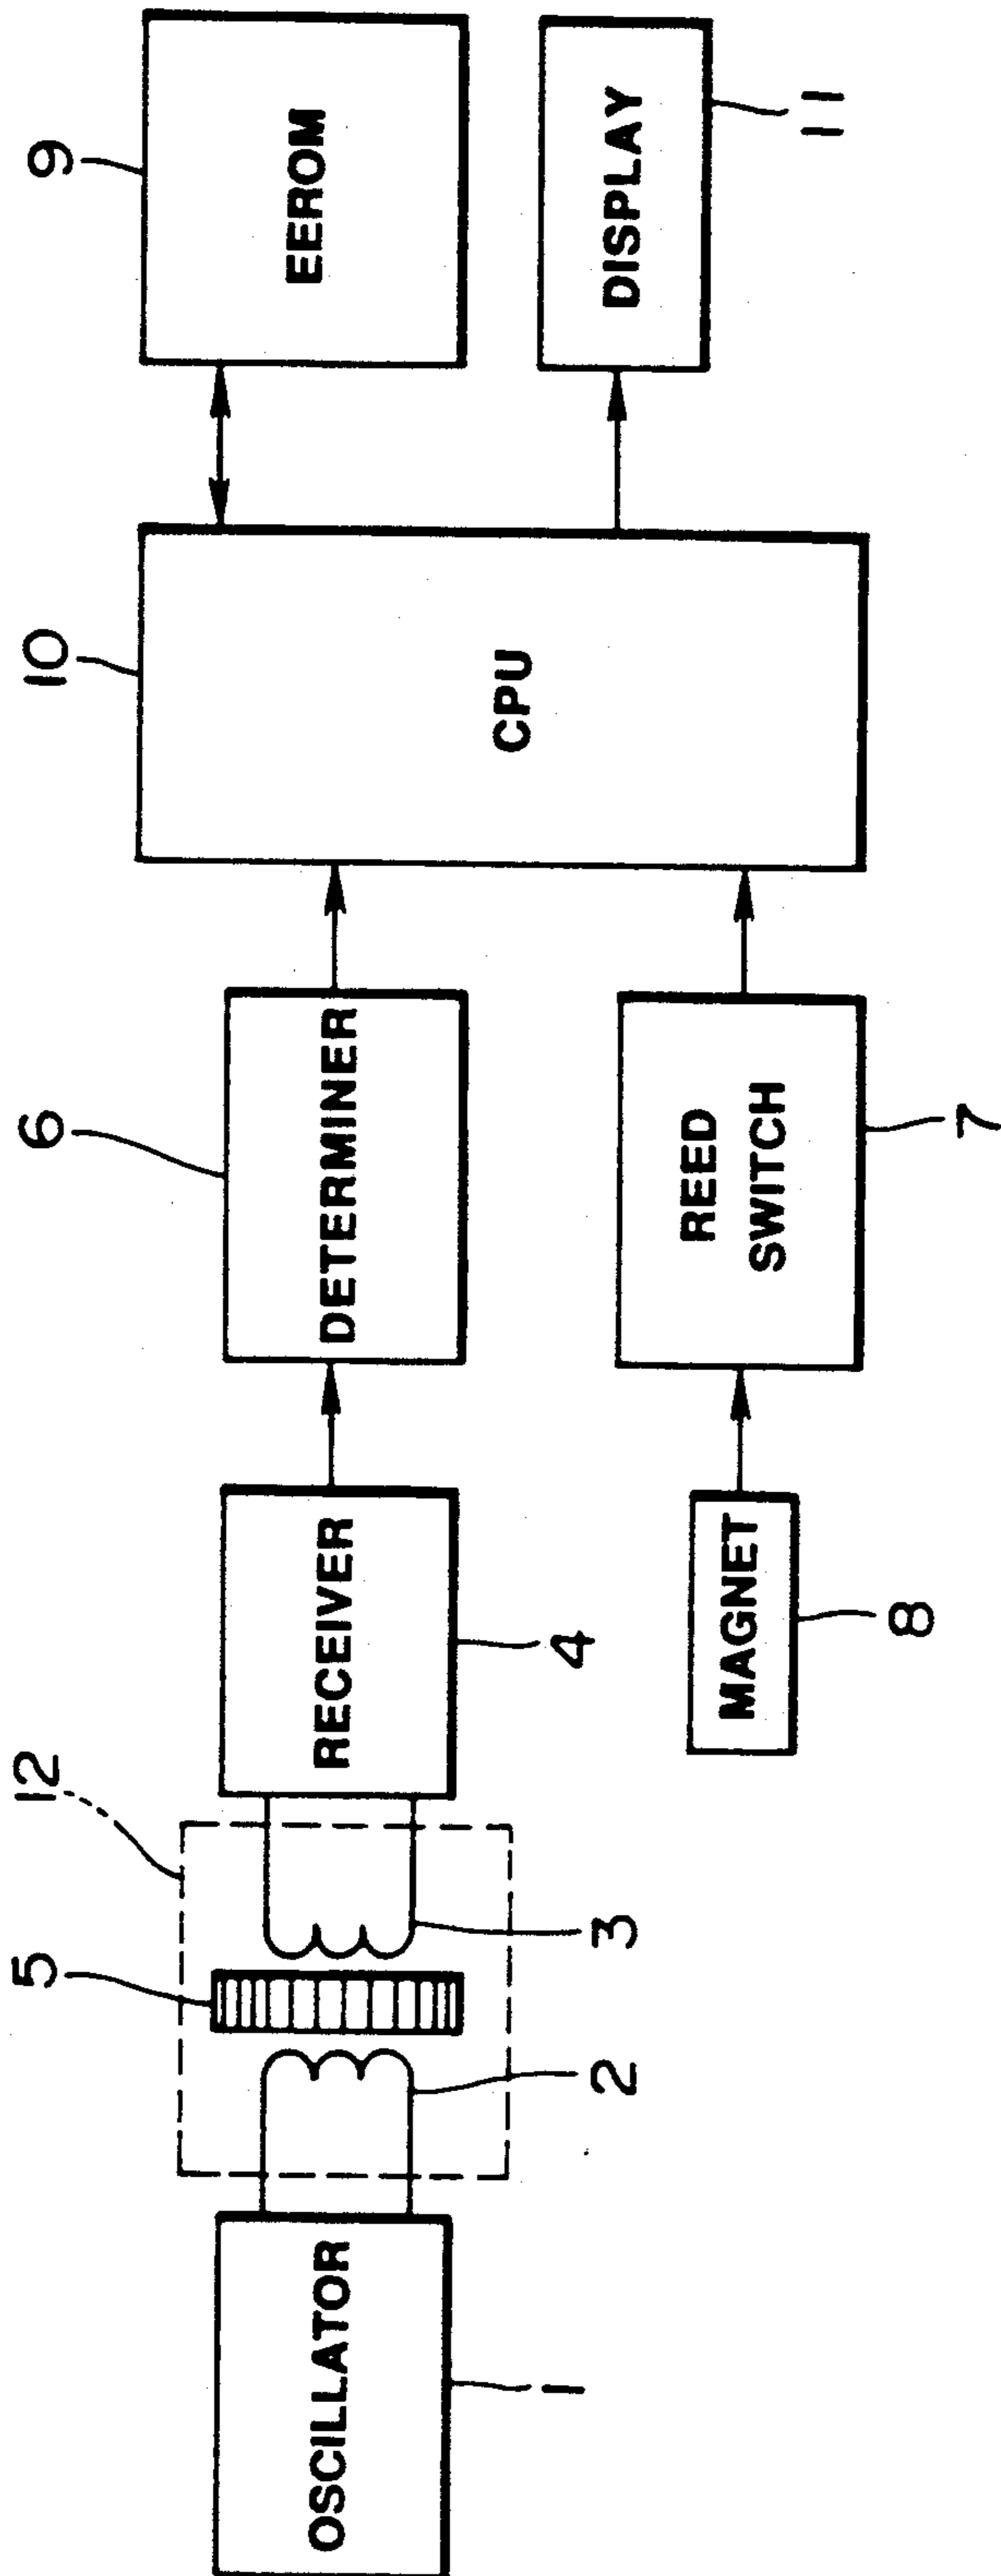 9
EEROM
DISPLAY
11
10
CPU
6
DETERMINER
REED
SWITCH
7
RECEIVER
4
MAGNET
8
12
5
3
2
OSCILLATOR
1